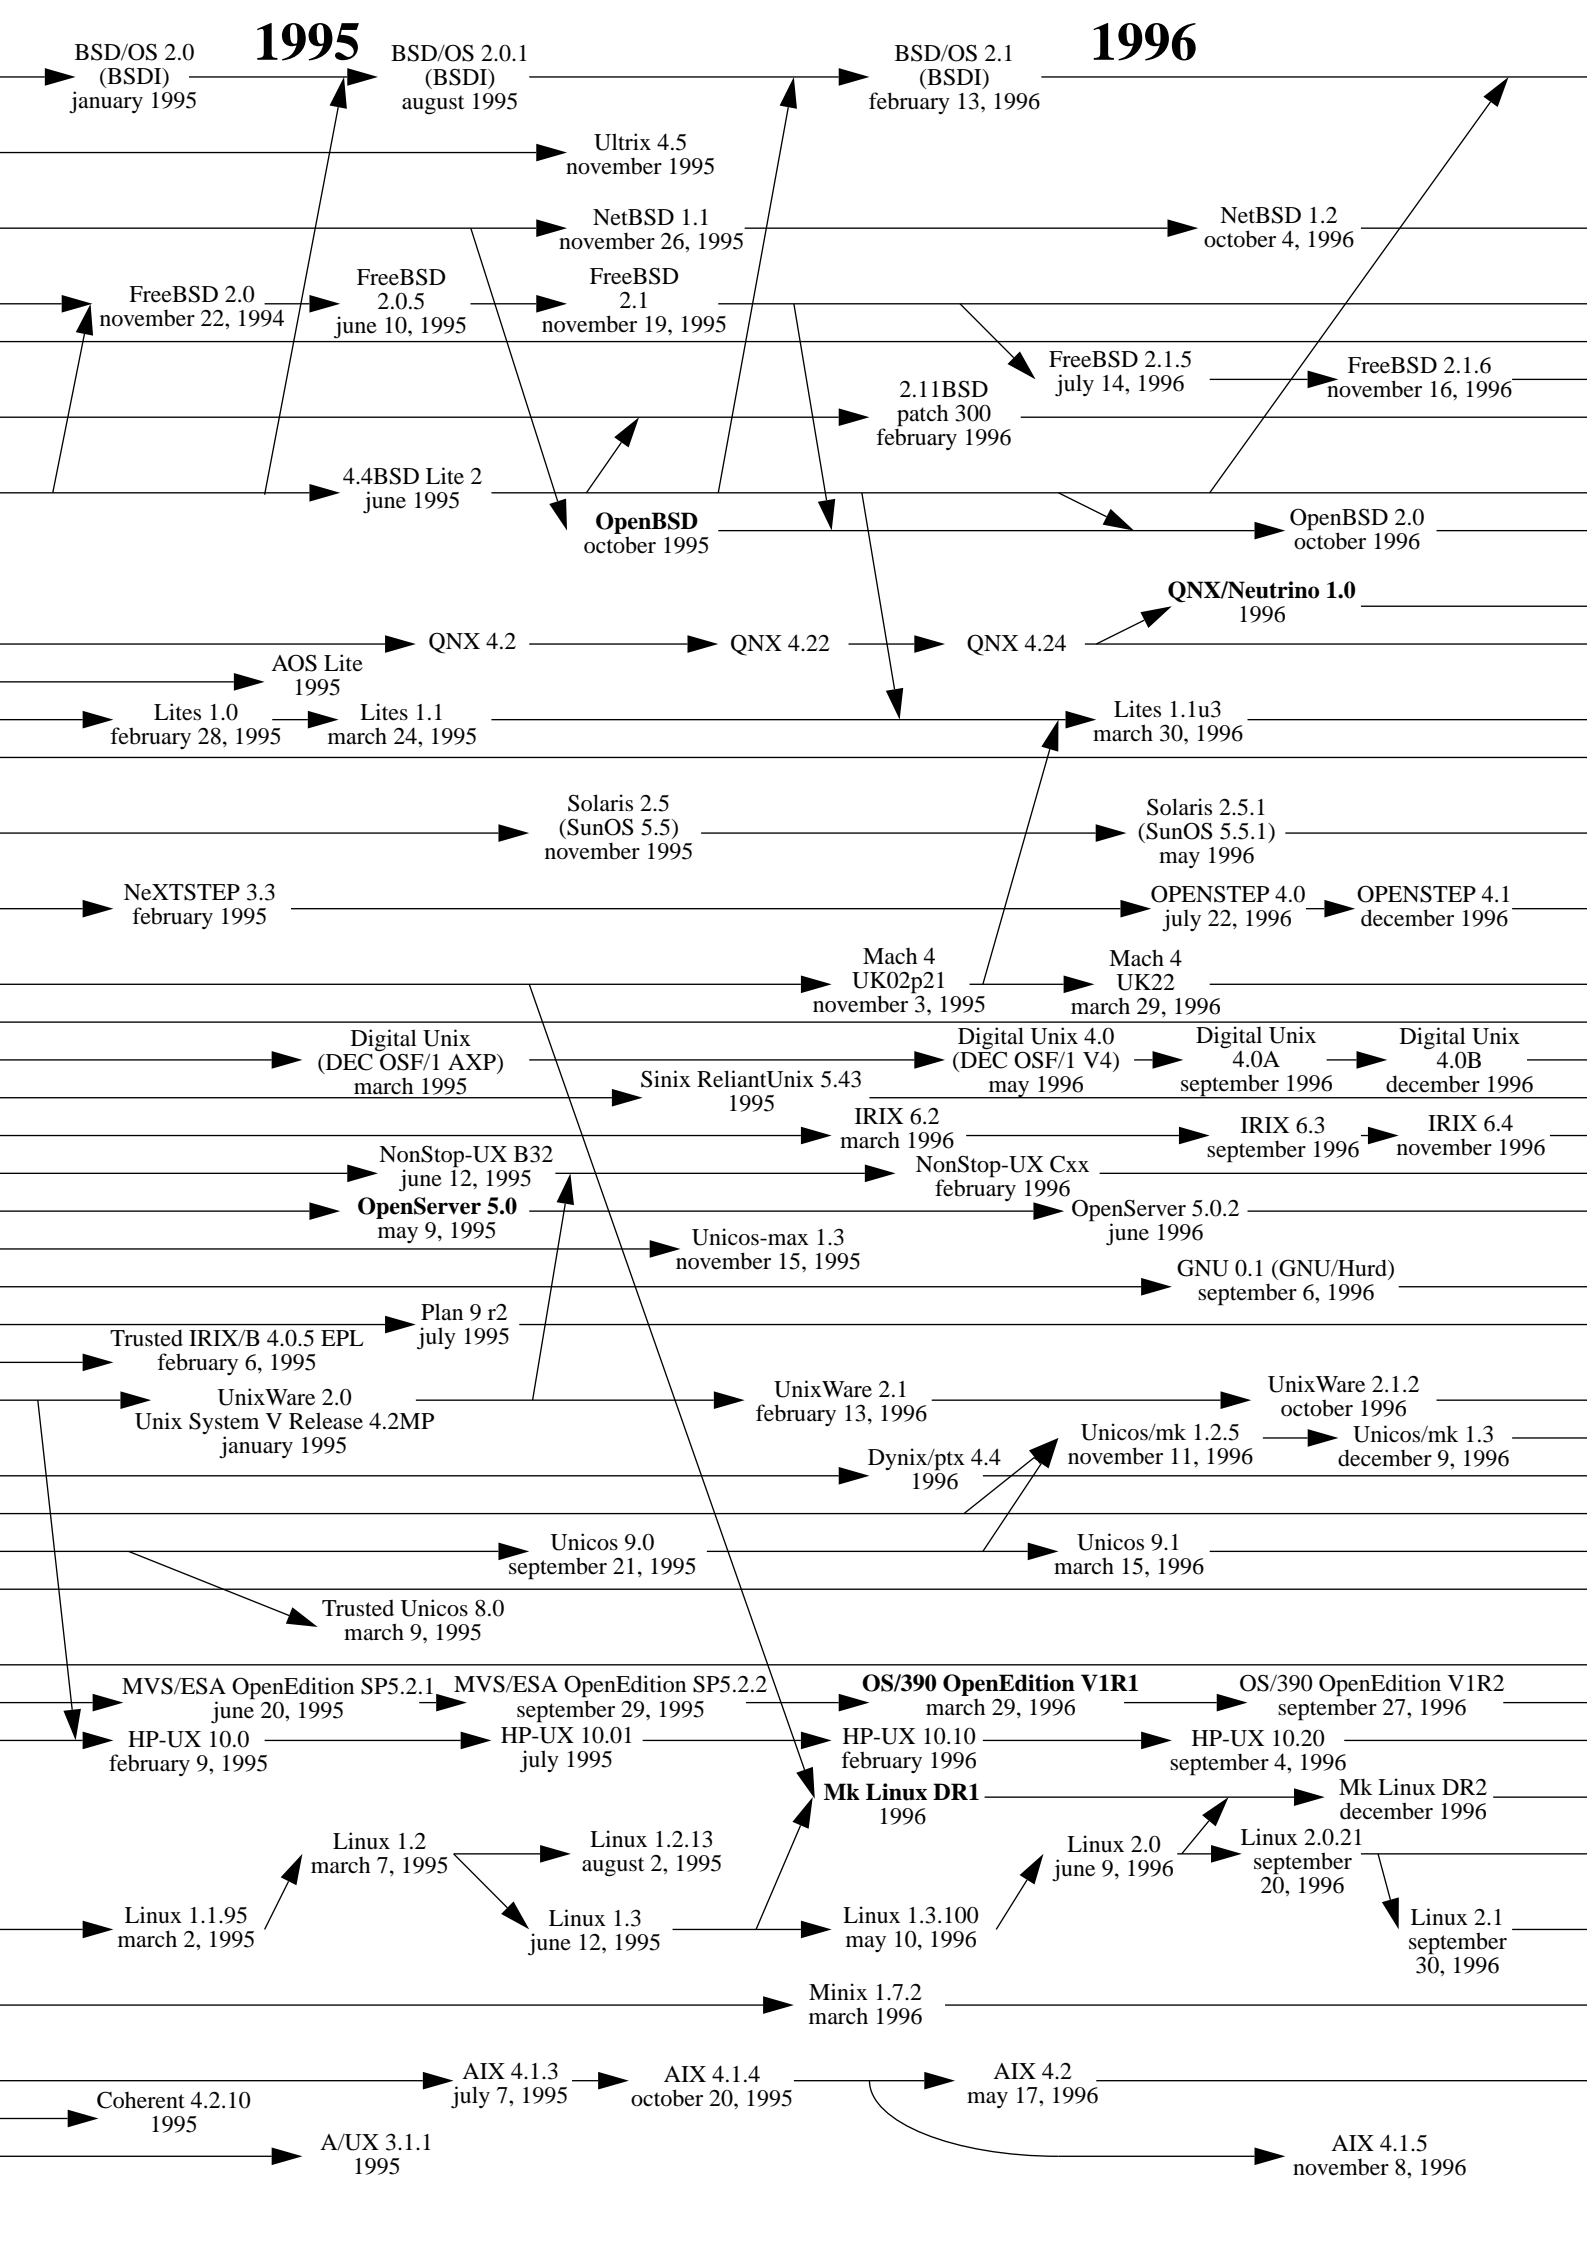 1995
1996
BSD/OS 2.0
(BSDI)
january 1995
BSD/OS 2.0.1
(BSDI)
august 1995
BSD/OS 2.1
(BSDI)
february 13, 1996
Ultrix 4.5
november 1995
NetBSD 1.1
november 26, 1995
NetBSD 1.2
october 4, 1996
FreeBSD 2.0
november 22, 1994
FreeBSD
2.0.5
june 10, 1995
FreeBSD
2.1
november 19, 1995
FreeBSD 2.1.5
july 14, 1996
FreeBSD 2.1.6
november 16, 1996
2.11BSD
patch 300
february 1996
4.4BSD Lite 2
june 1995
OpenBSD
october 1995
OpenBSD 2.0
october 1996
QNX/Neutrino 1.0
1996
QNX 4.2
QNX 4.22
QNX 4.24
AOS Lite
1995
Lites 1.0
february 28, 1995
Lites 1.1
march 24, 1995
Lites 1.1u3
march 30, 1996
Solaris 2.5
(SunOS 5.5)
november 1995
Solaris 2.5.1
(SunOS 5.5.1)
may 1996
NeXTSTEP 3.3
february 1995
OPENSTEP 4.0
july 22, 1996
OPENSTEP 4.1
december 1996
Mach 4
UK02p21
november 3, 1995
Mach 4
UK22
march 29, 1996
Digital Unix
(DEC OSF/1 AXP)
march 1995
Digital Unix 4.0
(DEC OSF/1 V4)
may 1996
Digital Unix
4.0A
september 1996
Digital Unix
4.0B
december 1996
Sinix ReliantUnix 5.43
1995
IRIX 6.2
march 1996
IRIX 6.3
september 1996
IRIX 6.4
november 1996
NonStop-UX B32
june 12, 1995
NonStop-UX Cxx
february 1996
OpenServer 5.0
may 9, 1995
OpenServer 5.0.2
june 1996
Unicos-max 1.3
november 15, 1995
GNU 0.1 (GNU/Hurd)
september 6, 1996
Plan 9 r2
july 1995
Trusted IRIX/B 4.0.5 EPL
february 6, 1995
UnixWare 2.0
Unix System V Release 4.2MP
january 1995
UnixWare 2.1
february 13, 1996
UnixWare 2.1.2
october 1996
Unicos/mk 1.2.5
november 11, 1996
Unicos/mk 1.3
december 9, 1996
Dynix/ptx 4.4
1996
Unicos 9.0
september 21, 1995
Unicos 9.1
march 15, 1996
Trusted Unicos 8.0
march 9, 1995
MVS/ESA OpenEdition SP5.2.1
june 20, 1995
MVS/ESA OpenEdition SP5.2.2
september 29, 1995
OS/390 OpenEdition V1R1
march 29, 1996
OS/390 OpenEdition V1R2
september 27, 1996
HP-UX 10.0
february 9, 1995
HP-UX 10.01
july 1995
HP-UX 10.10
february 1996
HP-UX 10.20
september 4, 1996
Mk Linux DR1
1996
Mk Linux DR2
december 1996
Linux 1.2
march 7, 1995
Linux 1.2.13
august 2, 1995
Linux 2.0
june 9, 1996
Linux 2.0.21
september
20, 1996
Linux 1.1.95
march 2, 1995
Linux 1.3
june 12, 1995
Linux 1.3.100
may 10, 1996
Linux 2.1
september
30, 1996
Minix 1.7.2
march 1996
AIX 4.1.3
july 7, 1995
AIX 4.1.4
october 20, 1995
AIX 4.2
may 17, 1996
Coherent 4.2.10
1995
A/UX 3.1.1
1995
AIX 4.1.5
november 8, 1996